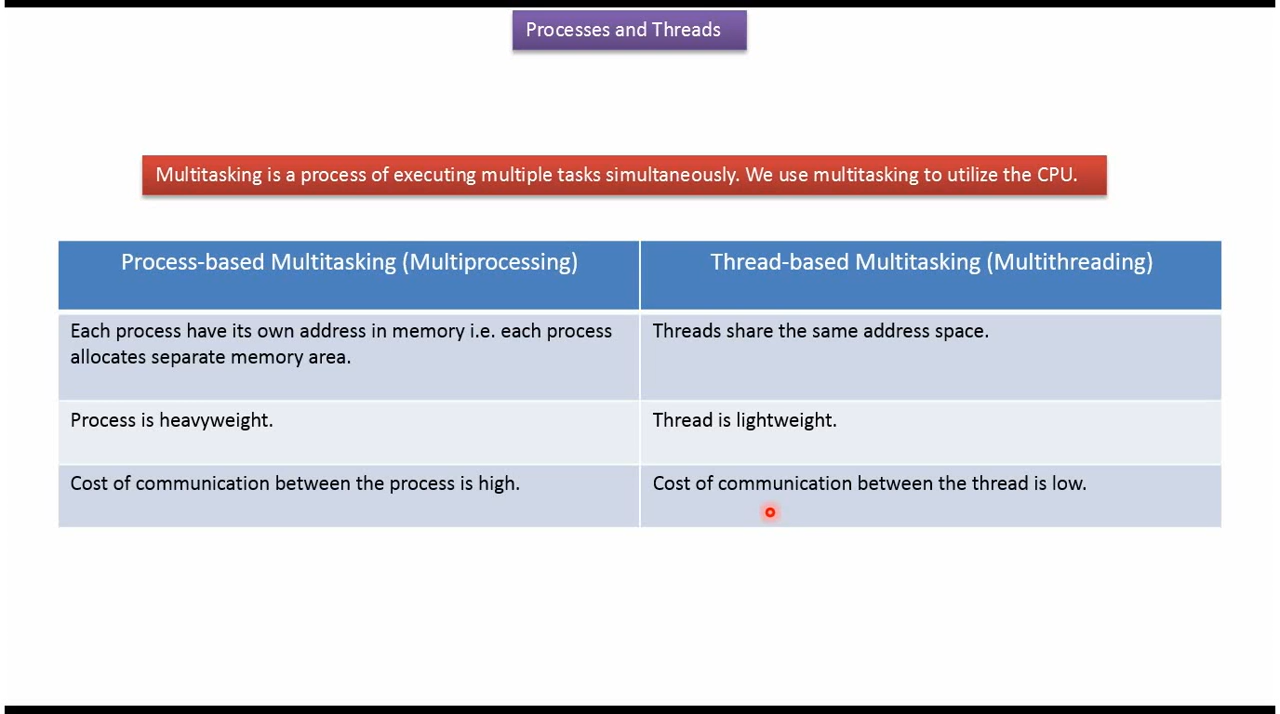 Processes and Threads
Multitasking is a process of executing multiple tasks simultaneously. We use multitasking to utilize the CPU.
Process-based Multitasking (Multiprocessing)
Thread-based Multitasking (Multithreading)
Each process have its own address in memory i.e. each process
allocates separate memory area.
Threads share the same address space.
Process is heavyweight.
Thread is lightweight.
Cost of communication between the process is high.
Cost of communication between the thread is low.